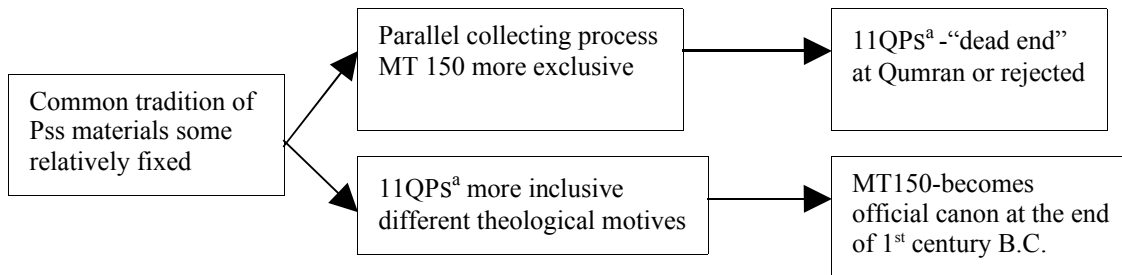 Common tradition of
Pss materials some
relatively fixed
Parallel collecting process
MT 150 more exclusive
11QPsᵃ -“dead end”
at Qumran or rejected
11QPsᵃ more inclusive
different theological motives
MT150-becomes
official canon at the end
of 1ˢᵗ century B.C.